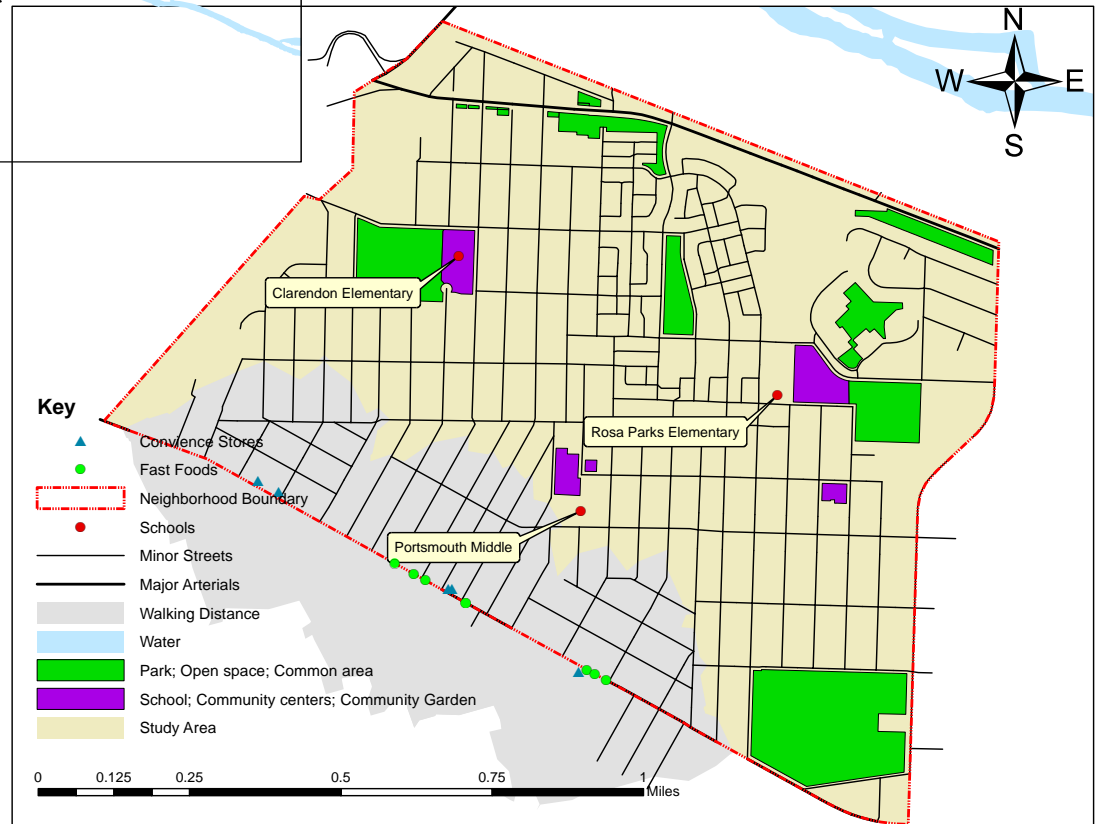 N
W E
S
Clarendon Elementary
Rosa Parks Elementary
Portsmouth Middle
Key
Convience Stores
Fast Foods
Neighborhood Boundary
Schools
Minor Streets
Major Arterials
Walking Distance
Water
Park; Open space; Common area
School; Community centers; Community Garden
Study Area
0 0.125 0.25 0.5 0.75 1
Miles